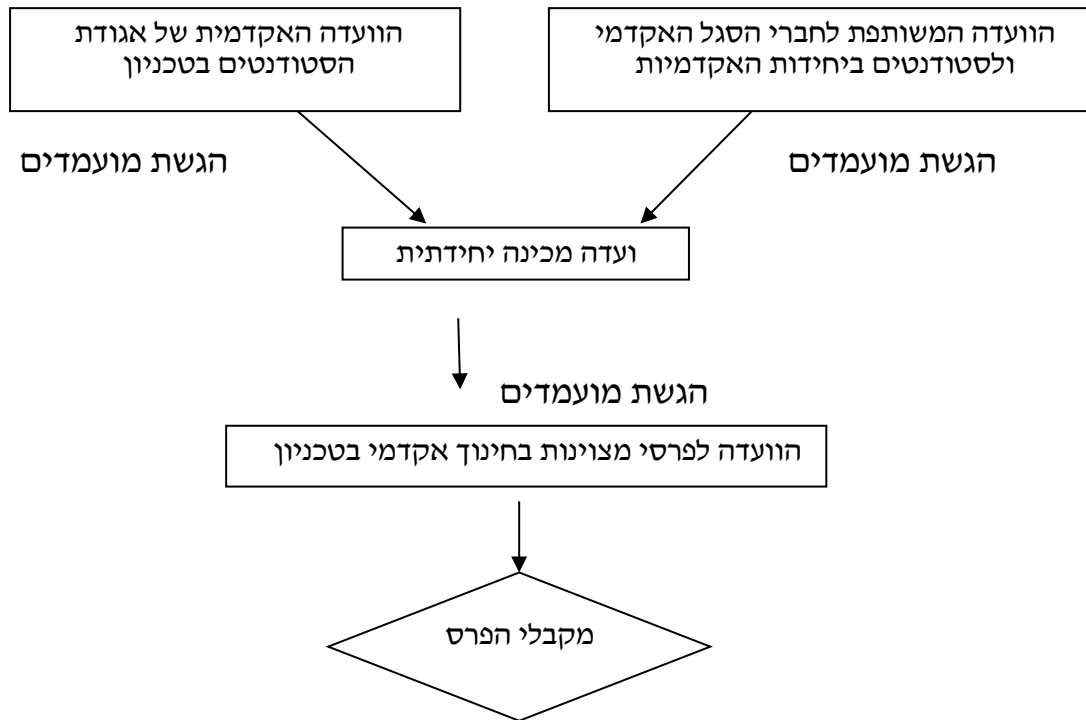 הוועדה המשותפת לחברי הסגל האקדמי
ולסטודנטים ביחידות האקדמיות
הוועדה האקדמית של אגודת
הסטודנטים בטכניון
הגשת מועמדים
הגשת מועמדים
ועדה מכינה יחידתית
הגשת מועמדים
הוועדה לפרסי מצוינות בחינוך אקדמי בטכניון
מקבלי הפרס